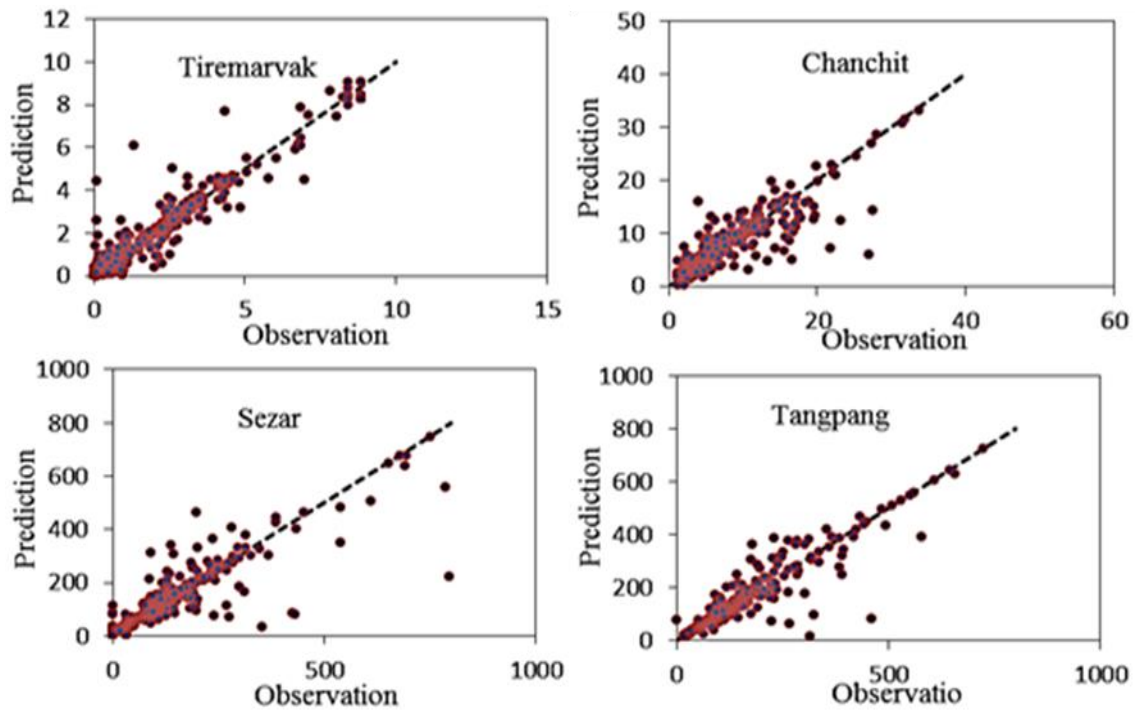 12
10
8
6
4
2
0
Prediction
Tiremarvak
0 5 10 15
Observation
50
40
30
20
10
0
Prediction
Chanchit
0 20 40 60
Observation
1000
800
600
400
200
0
Prediction
Sezar
0 500 1000
Observation
1000
800
600
400
200
0
Prediction
Tangpang
0 500 1000
Observatio